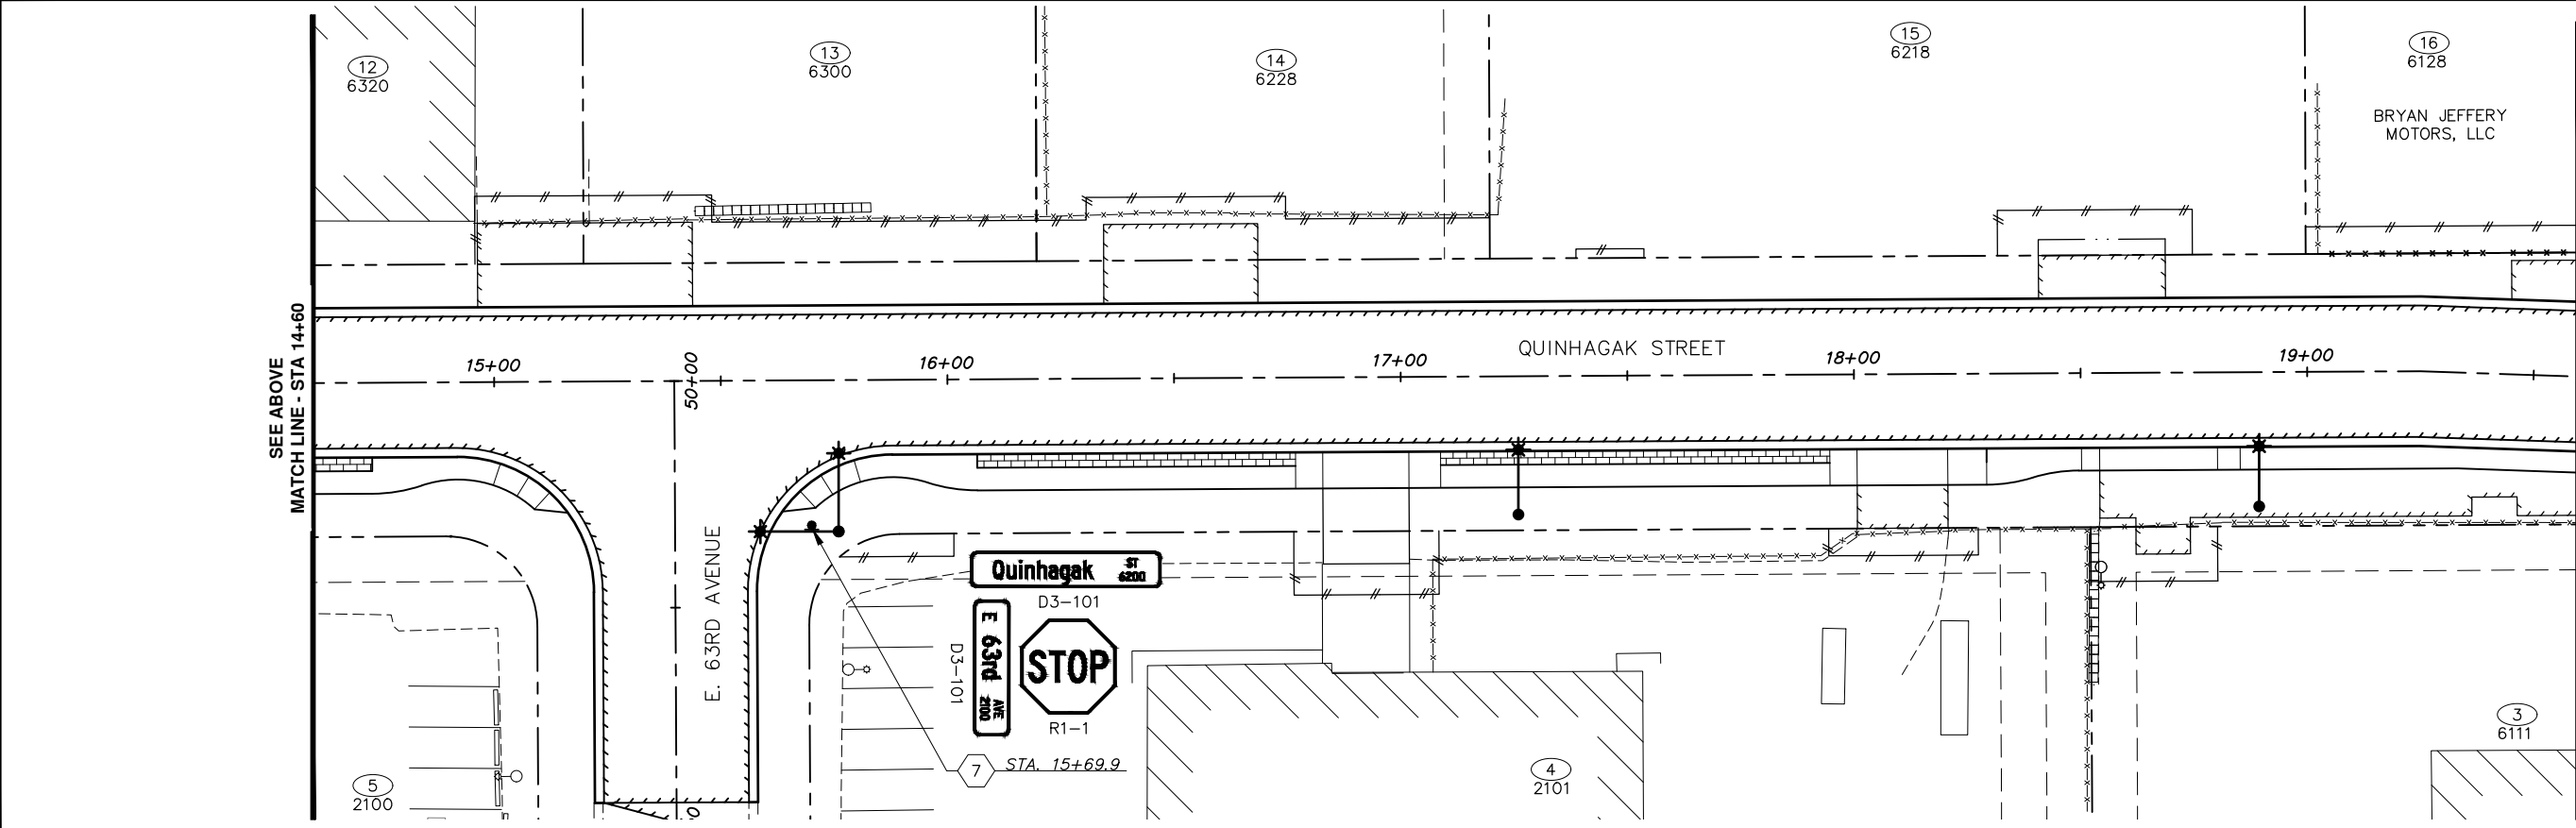 12
6320
13
6300
14
6228
15
6218
16
6128
BRYAN JEFFERY
MOTORS, LLC
SEE ABOVE
MATCH LINE - STA 14+60
15+00
50+00
16+00
17+00
QUINHAGAK STREET
18+00
19+00
E. 63RD AVENUE
Quinhagak ST 6200
D3-101
E 63rd AVE 2100
D3-101
STOP
R1-1
7 STA. 15+69.9
5
2100
4
2101
3
6111